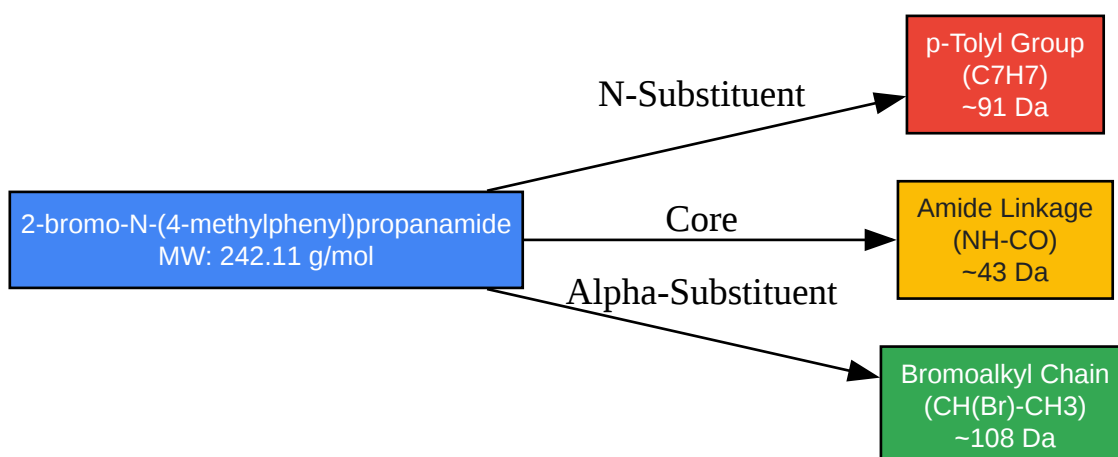 p-Tolyl Group
(C7H7)
~91 Da
N-Substituent
2-bromo-N-(4-methylphenyl)propanamide
MW: 242.11 g/mol
Core
Amide Linkage
(NH-CO)
~43 Da
Alpha-Substituent
Bromoalkyl Chain
(CH(Br)-CH3)
~108 Da